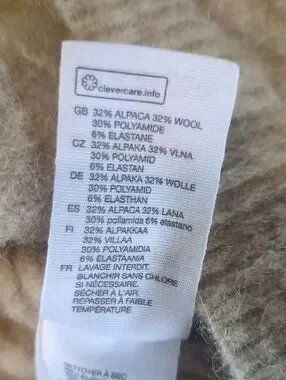 clevercare.info
GB 32% ALPACA 32% WOOL
30% POLYAMIDE
6% ELASTANE
CZ 32% ALPAKA 32% VLNA
30% POLYAMID
6% ELASTAN
DE 32% ALPAKA 32% WOLLE
30% POLYAMID
6% ELASTHAN
ES 32% ALPACA 32% LANA
30% poliamida 6% elastano
FI 32% ALPAKKAA
32% VILLAA
30% POLYAMIDIA
6% ELASTAANIA
FR LAVAGE INTERDIT.
BLANCHIR SANS CHLORE
SI NÉCESSAIRE.
SÉCHER À L'AIR.
REPASSER À FAIBLE
TEMPÉRATURE.
NETTOYER À SEC